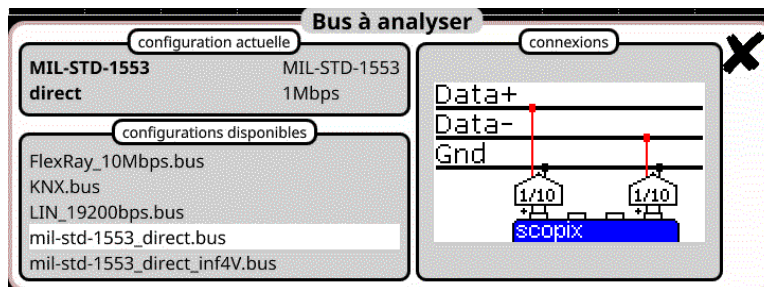 Bus à analyser
configuration actuelle
MIL-STD-1553 MIL-STD-1553
direct 1Mbps
configurations disponibles
FlexRay_10Mbps.bus
KNX.bus
LIN_19200bps.bus
mil-std-1553_direct.bus
mil-std-1553_direct_inf4V.bus
connexions
Data+
Data-
Gnd
1/10 1/10
+ +
scopix